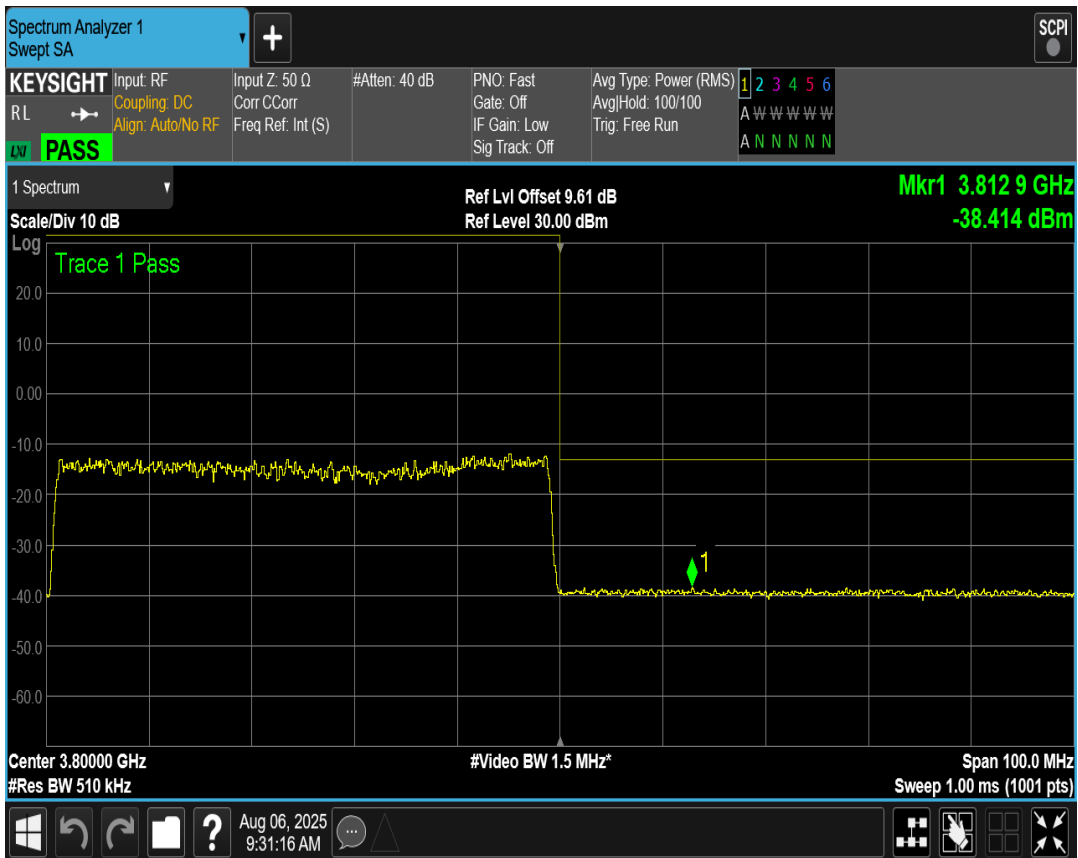 Spectrum Analyzer 1
Swept SA
+
SCPI
KEYSIGHT
RL
LXI PASS
Input: RF
Coupling: DC
Align: Auto/No RF
Input Z: 50 Ω
Corr CCorr
Freq Ref: Int (S)
#Atten: 40 dB
PNO: Fast
Gate: Off
IF Gain: Low
Sig Track: Off
Avg Type: Power (RMS)
Avg|Hold: 100/100
Trig: Free Run
1 2 3 4 5 6
A W W W W W
A N N N N N
1 Spectrum
Scale/Div 10 dB
Ref Lvl Offset 9.61 dB
Ref Level 30.00 dBm
Mkr1 3.812 9 GHz
-38.414 dBm
Log
Trace 1 Pass
20.0
10.0
0.00
-10.0
-20.0
-30.0
1
-40.0
-50.0
-60.0
Center 3.80000 GHz
#Res BW 510 kHz
#Video BW 1.5 MHz*
Span 100.0 MHz
Sweep 1.00 ms (1001 pts)
?
Aug 06, 2025
9:31:16 AM